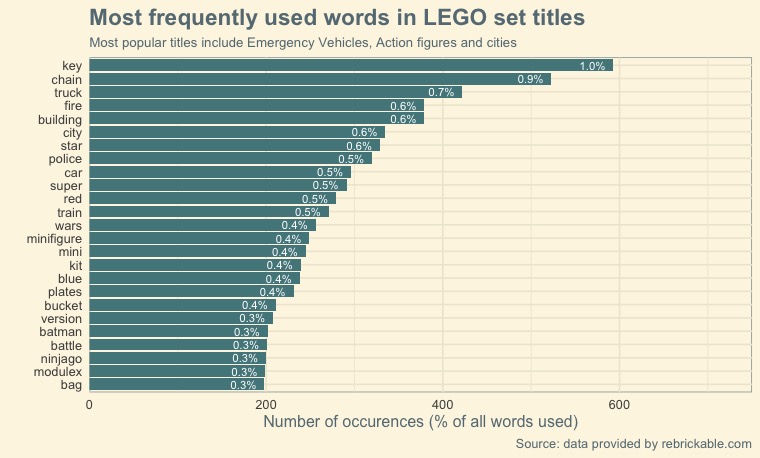 Most frequently used words in LEGO set titles
Most popular titles include Emergency Vehicles, Action figures and cities
key 1.0%
chain 0.9%
truck 0.7%
fire 0.6%
building 0.6%
city 0.6%
star 0.6%
police 0.5%
car 0.5%
super 0.5%
red 0.5%
train 0.5%
wars 0.4%
minifigure 0.4%
mini 0.4%
kit 0.4%
blue 0.4%
plates 0.4%
bucket 0.4%
version 0.3%
batman 0.3%
battle 0.3%
ninjago 0.3%
modulex 0.3%
bag 0.3%
0 200 400 600
Number of occurences (% of all words used)
Source: data provided by rebrickable.com